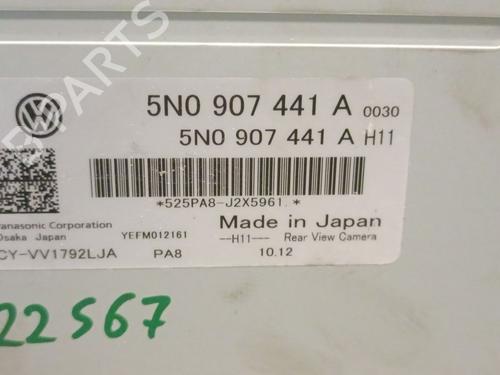 B PARTS
5N0 907 441 A 0030
5N0 907 441 A H11
*525PA8-J2X5961.*
Panasonic Corporation
Osaka Japan
YEFM012161
CY-VV1792LJA
PA8
Made in Japan
--H11-- Rear View Camera
10.12
22567